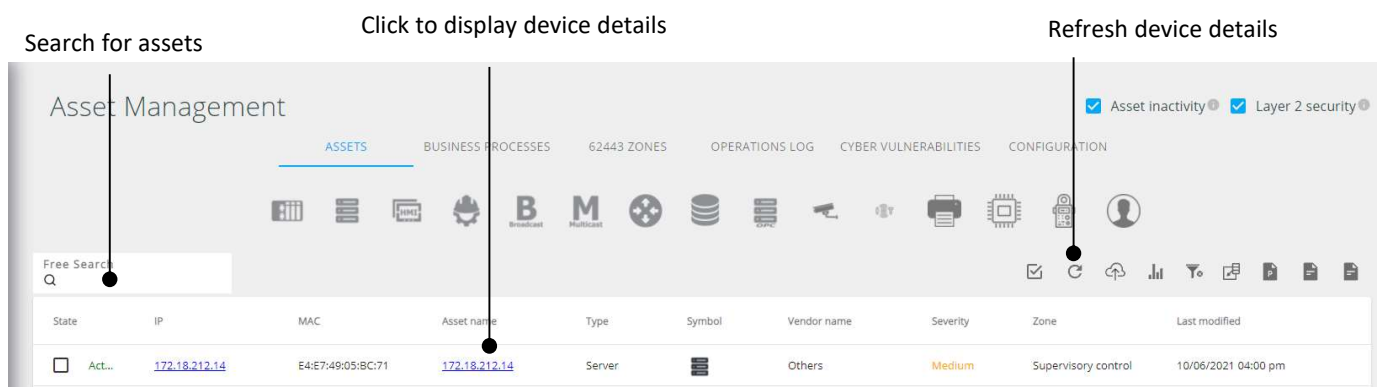 Click to display device details
Search for assets
Refresh device details
Asset Management
Asset inactivity Layer 2 security
ASSETS BUSINESS PROCESSES 62443 ZONES OPERATIONS LOG CYBER VULNERABILITIES CONFIGURATION
HMI B Broadcast M Multicast OPC
Free Search
State IP MAC Asset name Type Symbol Vendor name Severity Zone Last modified
Act... 172.18.212.14 E4:E7:49:05:BC:71 172.18.212.14 Server Others Medium Supervisory control 10/06/2021 04:00 pm